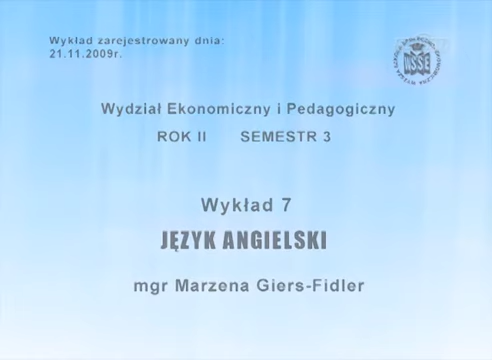 Wykład zarejestrowany dnia:
21.11.2009r.
WSSE
Wydział Ekonomiczny i Pedagogiczny
ROK II SEMESTR 3
Wykład 7
JĘZYK ANGIELSKI
mgr Marzena Giers-Fidler